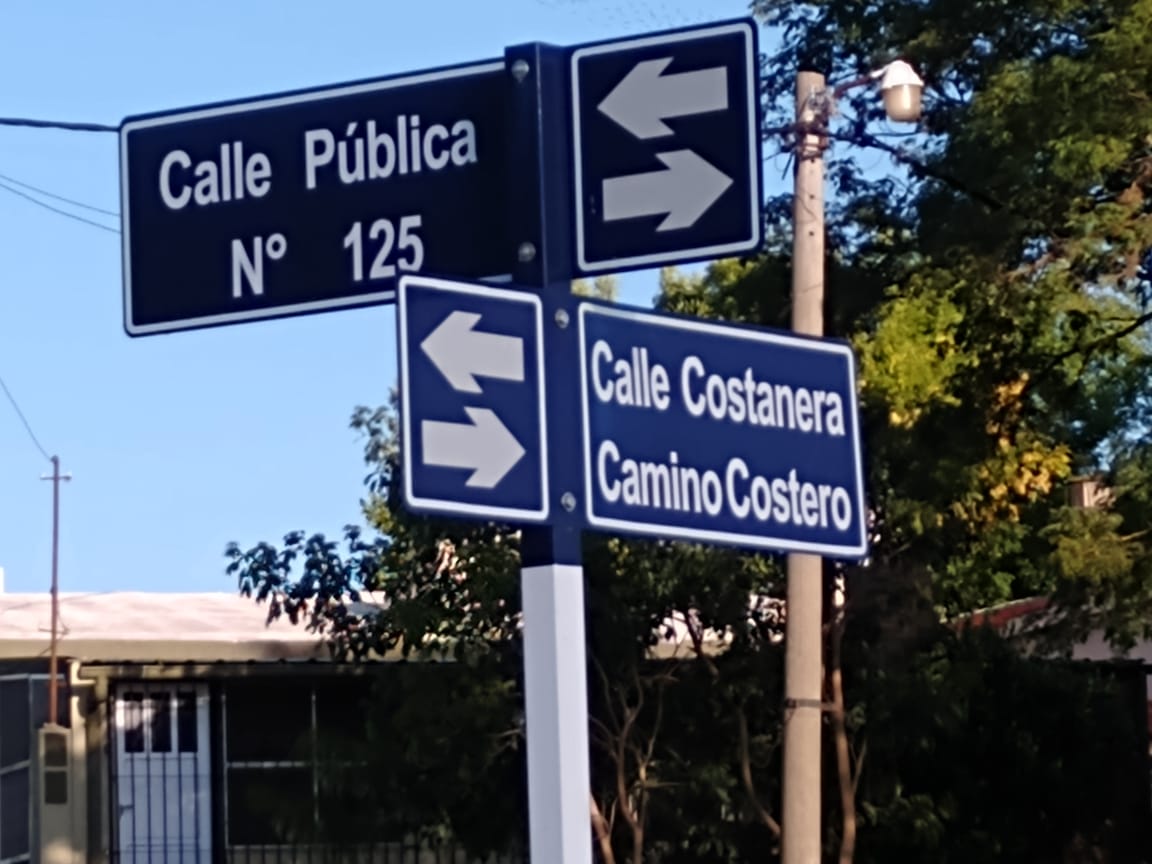 Calle Pública
N° 125
Calle Costanera
Camino Costero